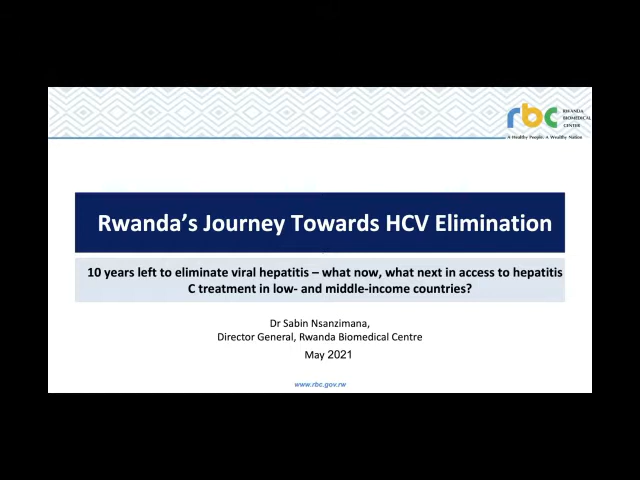 rbc
RWANDA
BIOMEDICAL
CENTER
A Healthy People, A Wealthy Nation
Rwanda's Journey Towards HCV Elimination
10 years left to eliminate viral hepatitis – what now, what next in access to hepatitis
C treatment in low- and middle-income countries?
Dr Sabin Nsanzimana,
Director General, Rwanda Biomedical Centre
May 2021
www.rbc.gov.rw